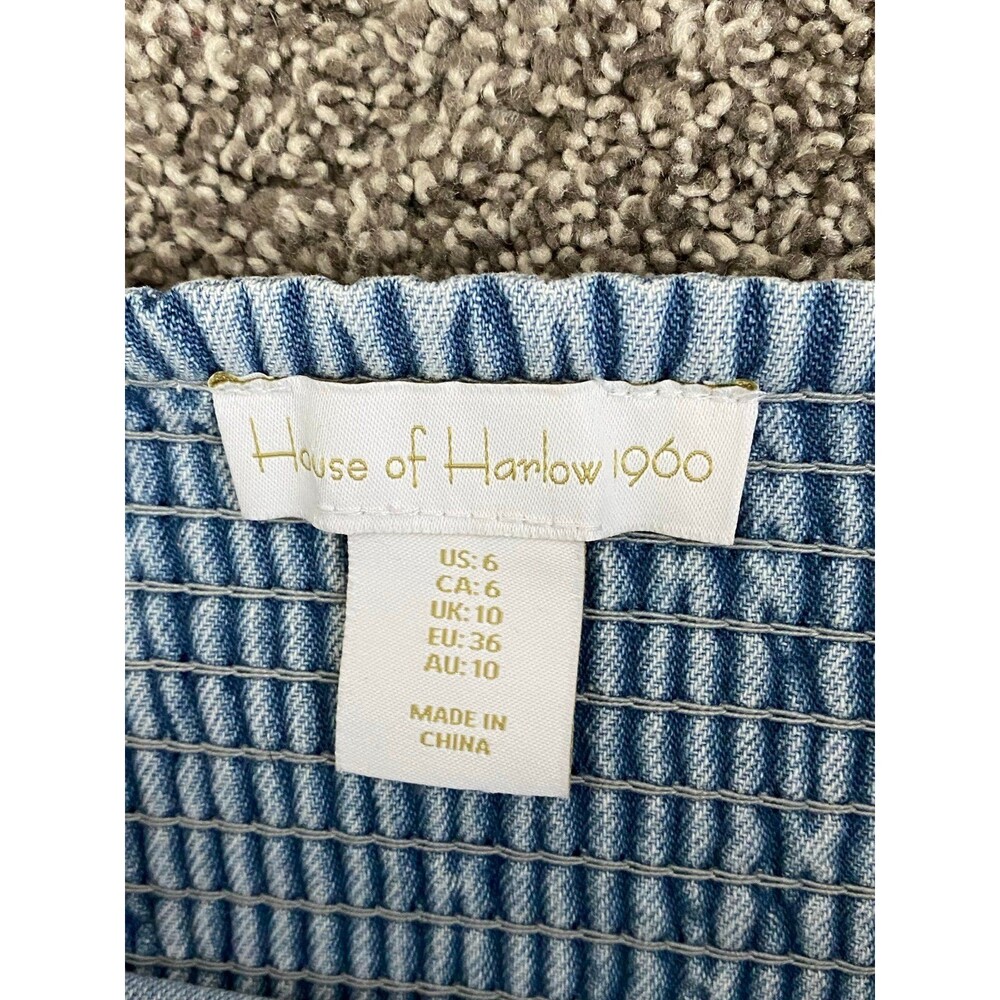 House of Harlow 1960
US: 6
CA: 6
UK: 10
EU: 36
AU: 10
MADE IN
CHINA